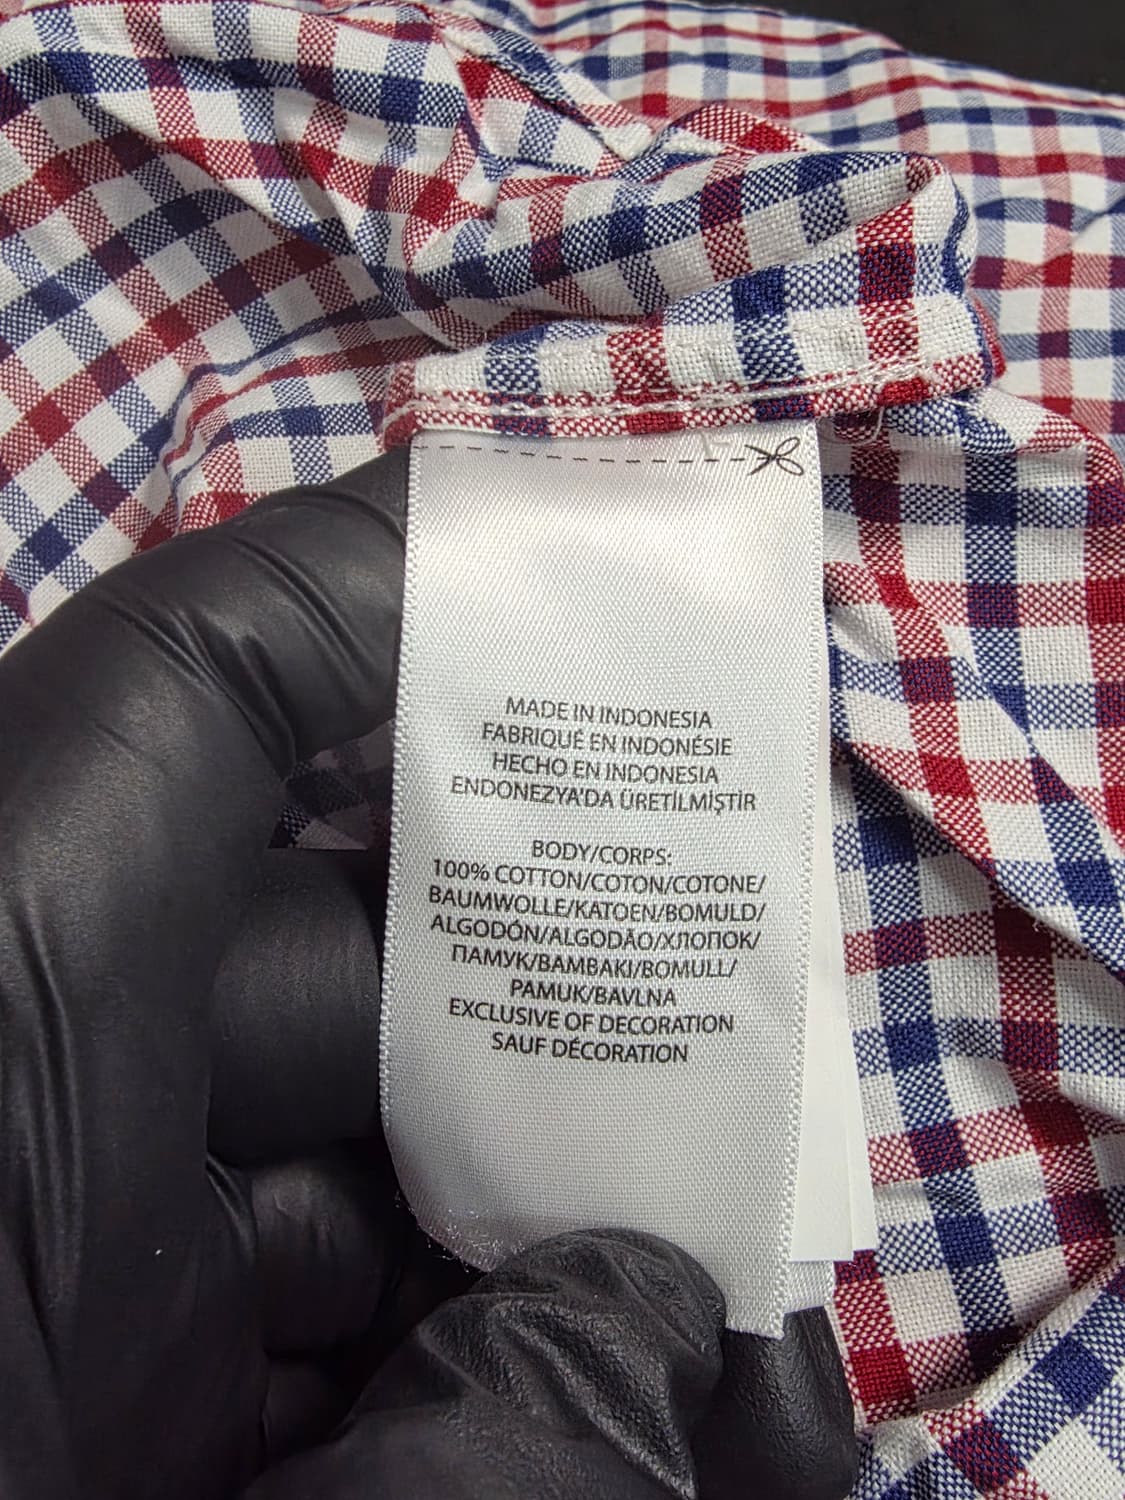 MADE IN INDONESIA
FABRIQUÉ EN INDONÉSIE
HECHO EN INDONESIA
ENDONEZYA'DA ÜRETİLMİŞTİR
BODY/CORPS:
100% COTTON/COTON/COTONE/
BAUMWOLLE/KATOEN/BOMULD/
ALGODÓN/ALGODÃO/ХЛОПОК/
ПАМУК/BAMBAKI/BOMULL/
PAMUK/BAVLNA
EXCLUSIVE OF DECORATION
SAUF DÉCORATION